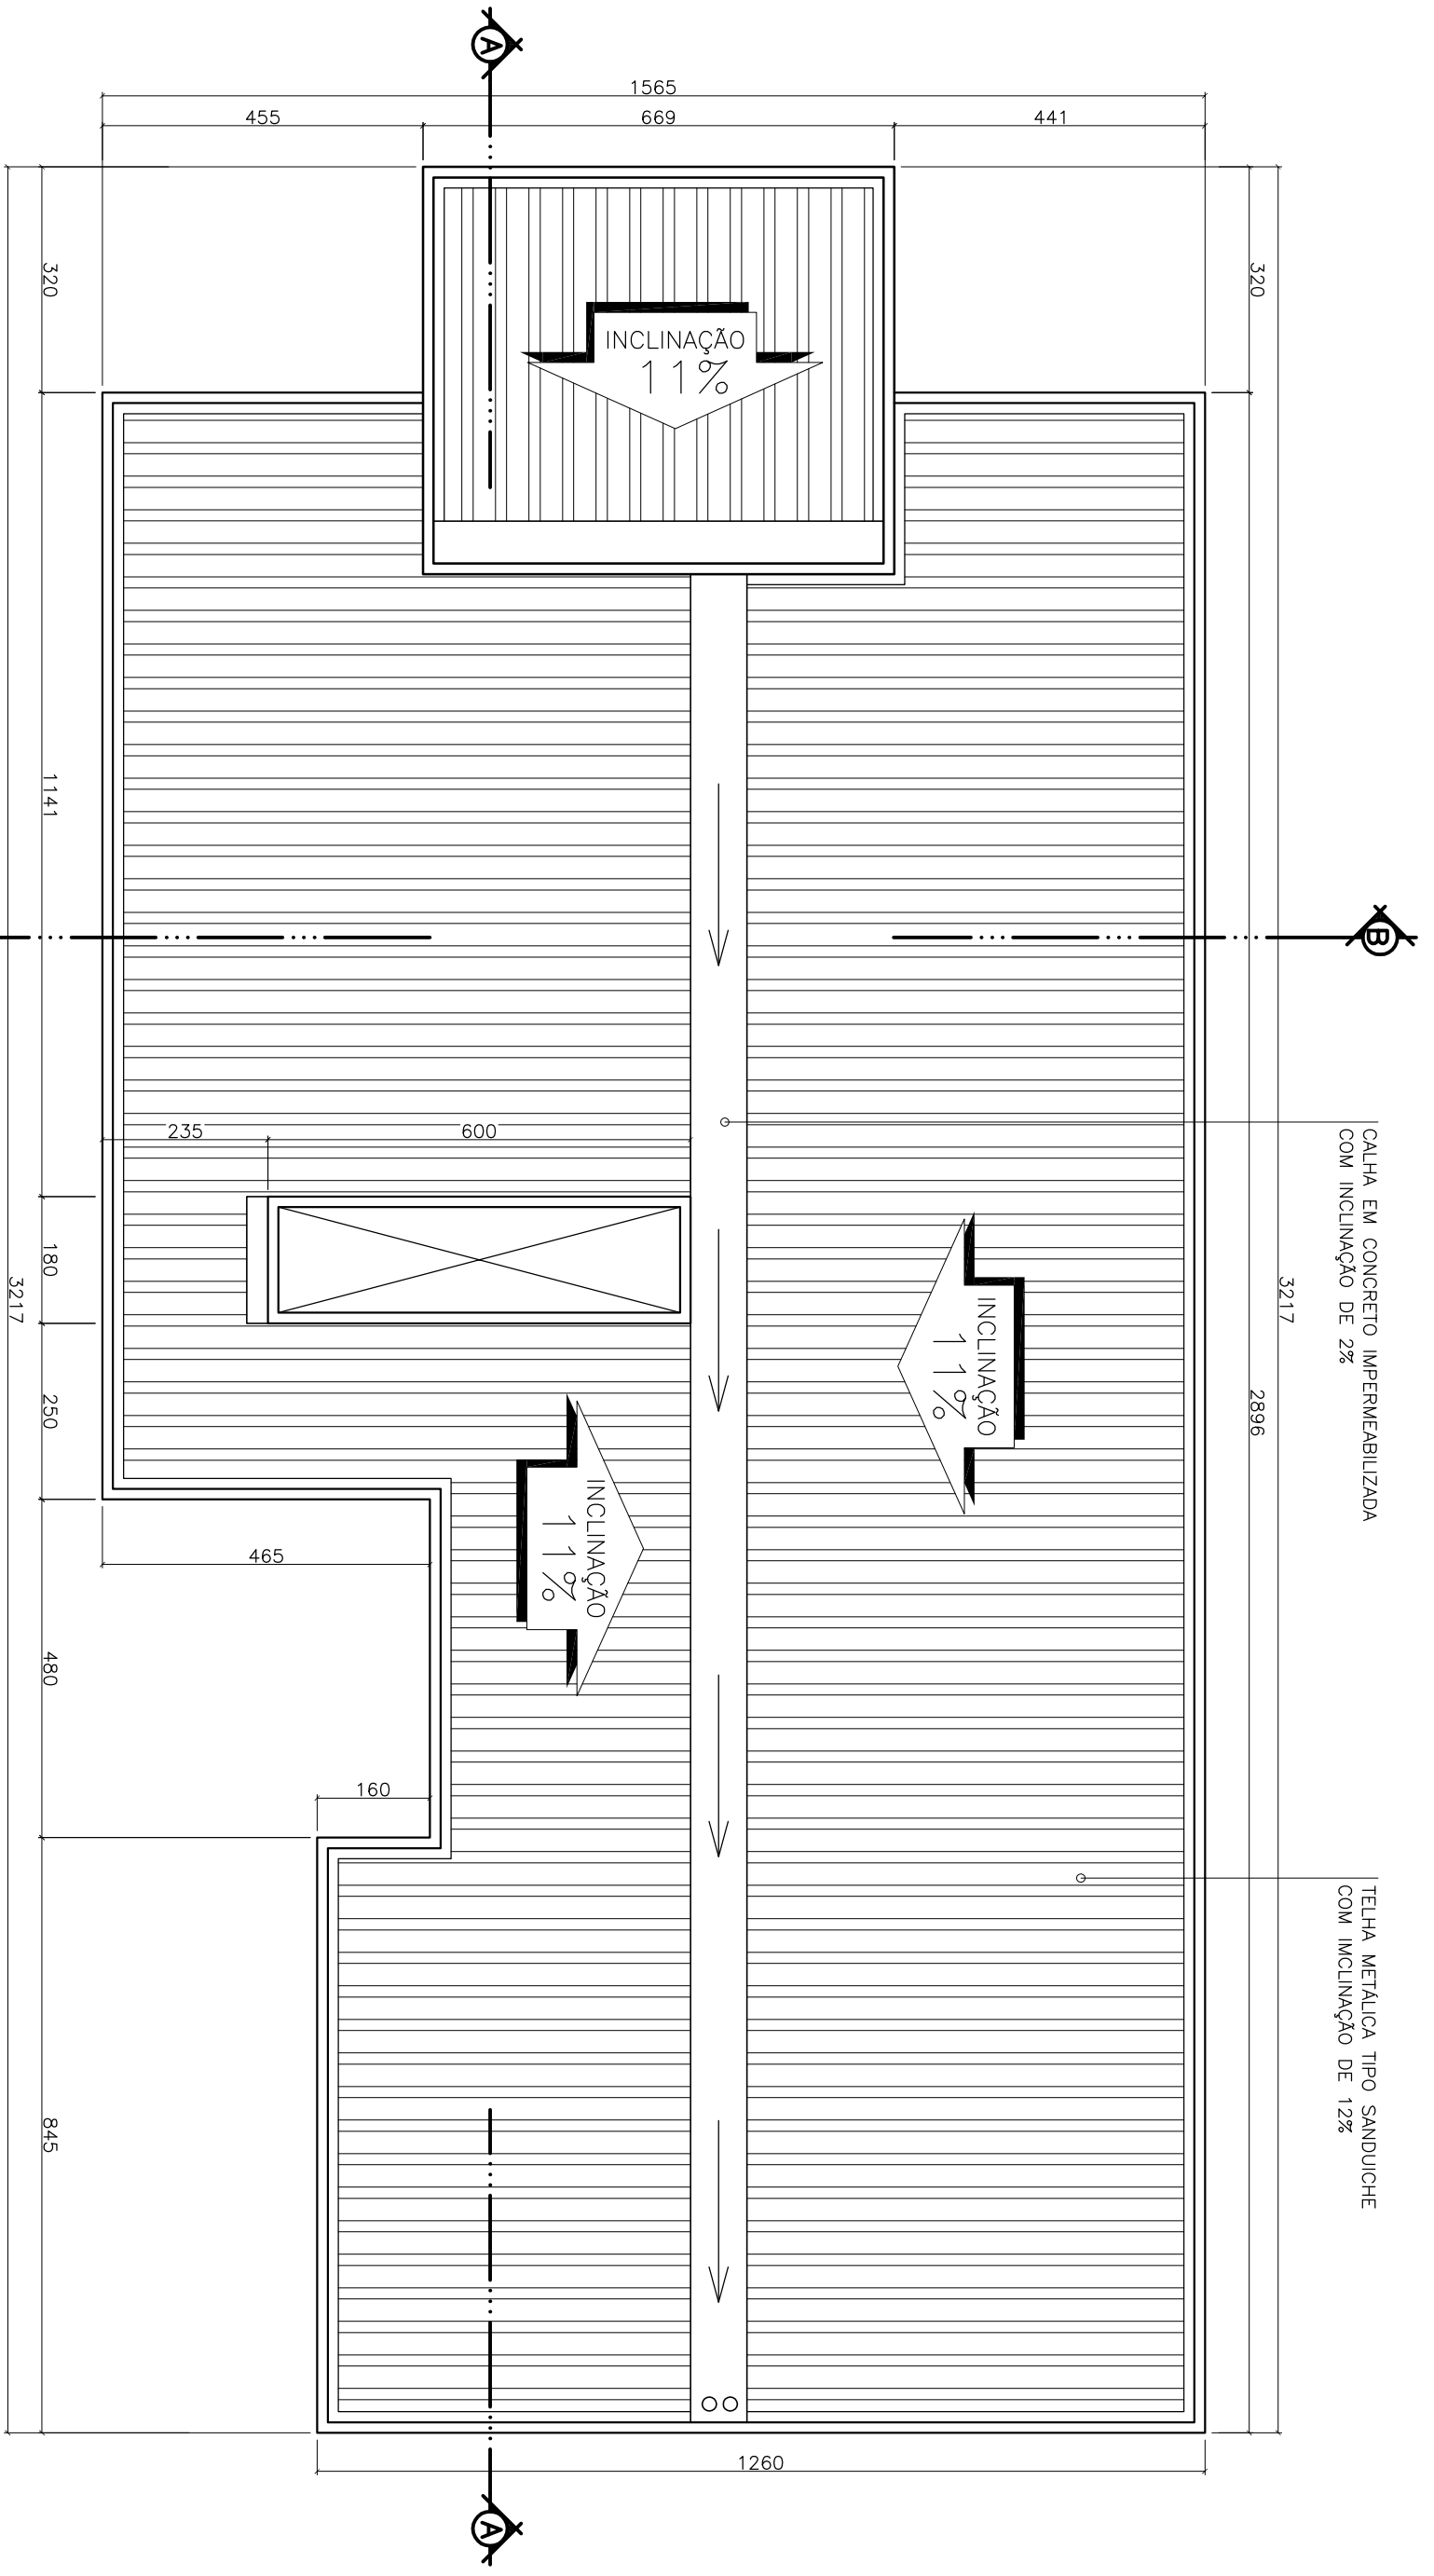 A
1565
455
669
441
320
320
INCLINAÇÃO
11%
1141
B
CALHA EM CONCRETO IMPERMEABILIZADA
COM INCLINAÇÃO DE 2%
235
600
180
3217
3217
2896
250
INCLINAÇÃO
11%
INCLINAÇÃO
11%
465
480
160
TELHA METÁLICA TIPO SANDUICHE
COM IMCLINAÇÃO DE 12%
845
1260
A